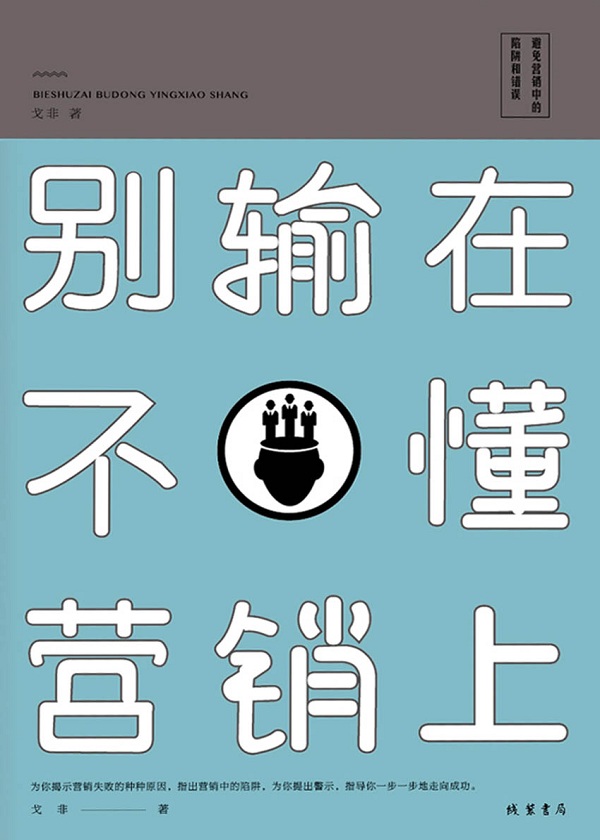 避免营销中的
陷阱和错误
BIESHUZAI BUDONG YINGXIAO SHANG
戈非 著
别输在
不懂
营销上
为你揭示营销失败的种种原因，指出营销中的陷阱，为你提出警示，指导你一步一步地走向成功。
戈 非 ——— 著
线装書局